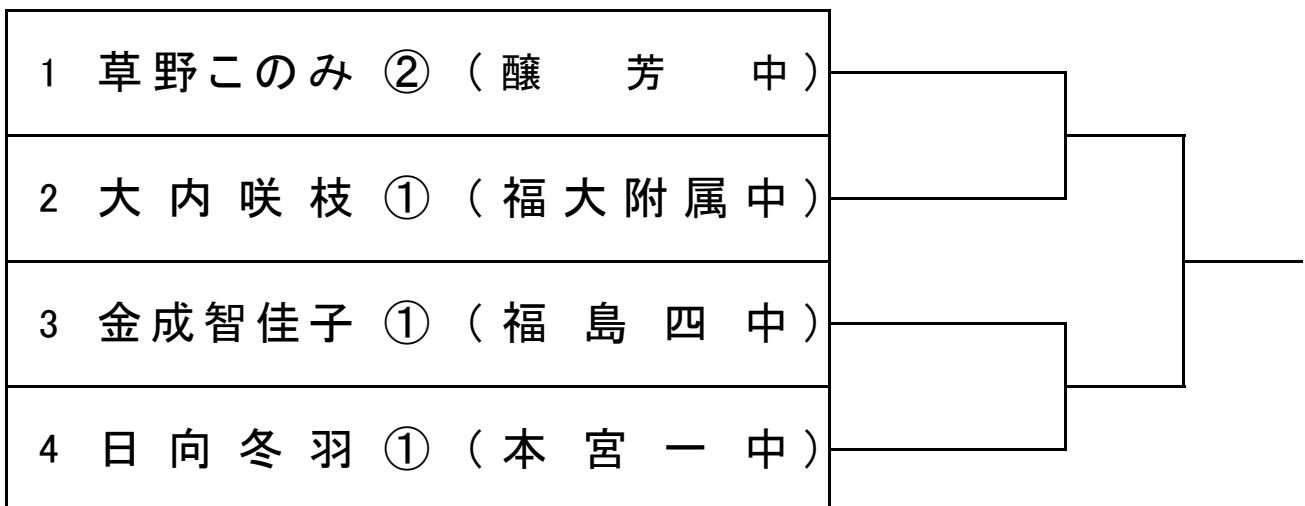 1 草野このみ ② (醸芳中)
2 大内咲枝 ① (福大附属中)
3 金成智佳子 ① (福島四中)
4 日向冬羽 ① (本宮一中)